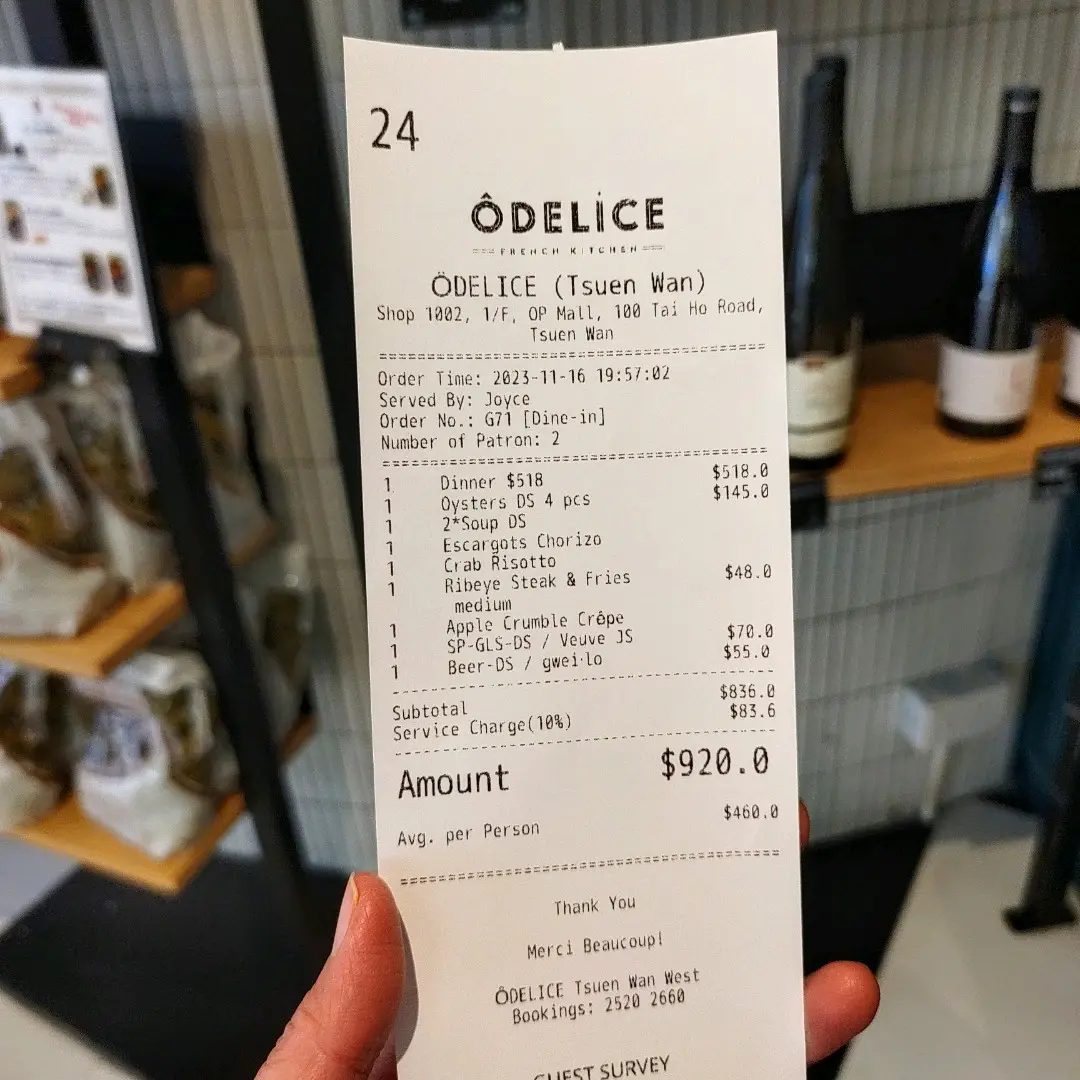 24
ÔDELİCE
FRENCH KITCHEN
ÖDELICE (Tsuen Wan)
Shop 1002, 1/F, OP Mall, 100 Tai Ho Road,
Tsuen Wan
Order Time: 2023-11-16 19:57:02
Served By: Joyce
Order No.: G71 [Dine-in]
Number of Patron: 2
1 Dinner $518 $518.0
1 Oysters DS 4 pcs $145.0
1 2*Soup DS
1 Escargots Chorizo
1 Crab Risotto
1 Ribeye Steak & Fries $48.0
medium
1 Apple Crumble Crêpe
1 SP-GLS-DS / Veuve JS $70.0
1 Beer-DS / gwei·lo $55.0
Subtotal $836.0
Service Charge(10%) $83.6
Amount $920.0
Avg. per Person $460.0
Thank You
Merci Beaucoup!
ÔDELICE Tsuen Wan West
Bookings: 2520 2660
GUEST SURVEY